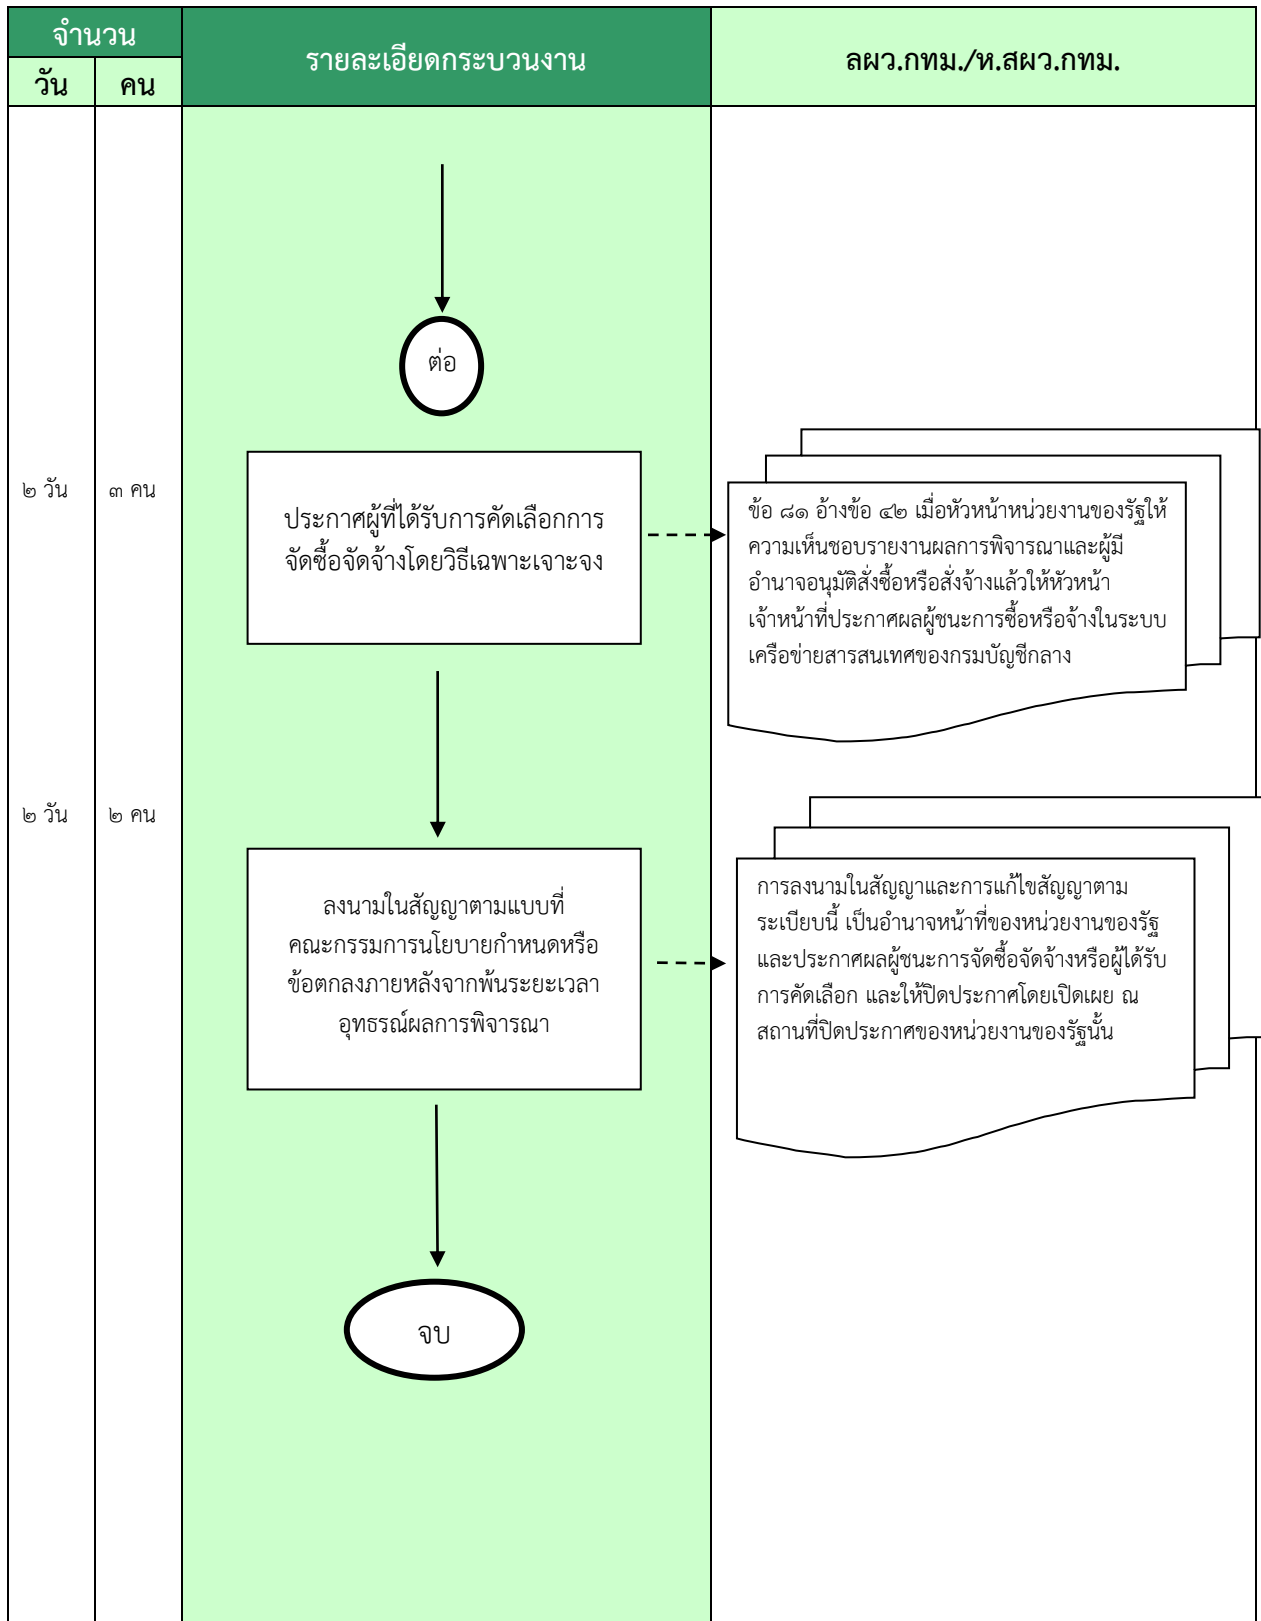 จำนวน
วัน
คน
รายละเอียดกระบวนงาน
ลผว.กทม./ห.สผว.กทม.
ต่อ
๒ วัน
๓ คน
ประกาศผู้ที่ได้รับการคัดเลือกการ
จัดซื้อจัดจ้างโดยวิธีเฉพาะเจาะจง
ข้อ ๘๑ อ้างข้อ ๔๒ เมื่อหัวหน้าหน่วยงานของรัฐให้
ความเห็นชอบรายงานผลการพิจารณาและผู้มี
อำนาจอนุมัติสั่งซื้อหรือสั่งจ้างแล้วให้หัวหน้า
เจ้าหน้าที่ประกาศผลผู้ชนะการซื้อหรือจ้างในระบบ
เครือข่ายสารสนเทศของกรมบัญชีกลาง
๒ วัน
๒ คน
ลงนามในสัญญาตามแบบที่
คณะกรรมการนโยบายกำหนดหรือ
ข้อตกลงภายหลังจากพ้นระยะเวลา
อุทธรณ์ผลการพิจารณา
การลงนามในสัญญาและการแก้ไขสัญญาตาม
ระเบียบนี้ เป็นอำนาจหน้าที่ของหน่วยงานของรัฐ
และประกาศผลผู้ชนะการจัดซื้อจัดจ้างหรือผู้ได้รับ
การคัดเลือก และให้ปิดประกาศโดยเปิดเผย ณ
สถานที่ปิดประกาศของหน่วยงานของรัฐนั้น
จบ